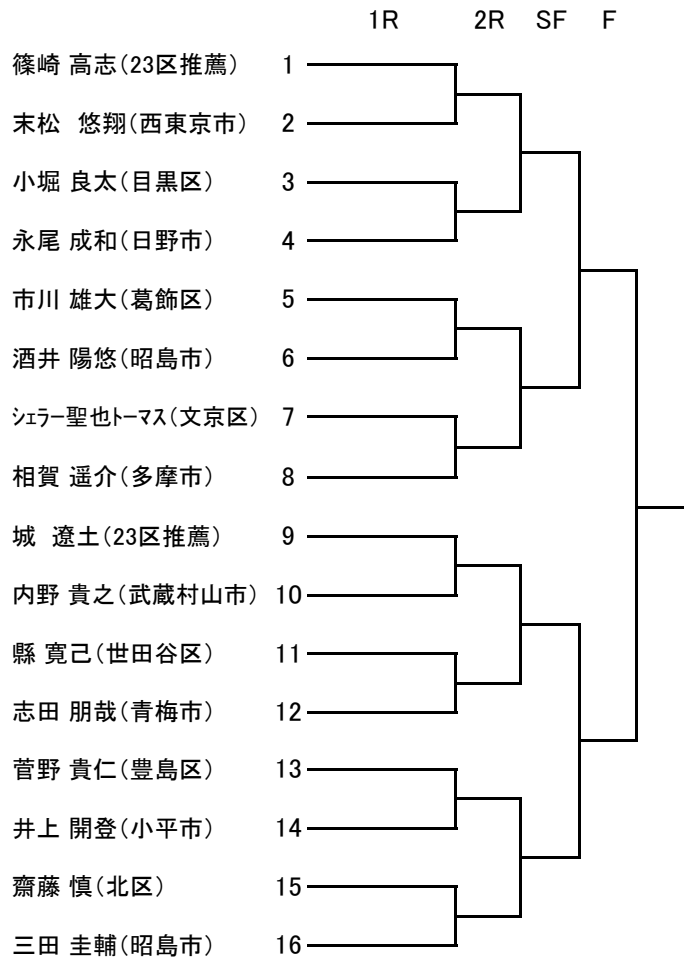 1R 2R SF F
篠崎 高志(23区推薦) 1
末松 悠翔(西東京市) 2
小堀 良太(目黒区) 3
永尾 成和(日野市) 4
市川 雄大(葛飾区) 5
酒井 陽悠(昭島市) 6
シェラー聖也トーマス(文京区) 7
相賀 遥介(多摩市) 8
城 遼土(23区推薦) 9
内野 貴之(武蔵村山市) 10
縣 寛己(世田谷区) 11
志田 朋哉(青梅市) 12
菅野 貴仁(豊島区) 13
井上 開登(小平市) 14
齋藤 慎(北区) 15
三田 圭輔(昭島市) 16